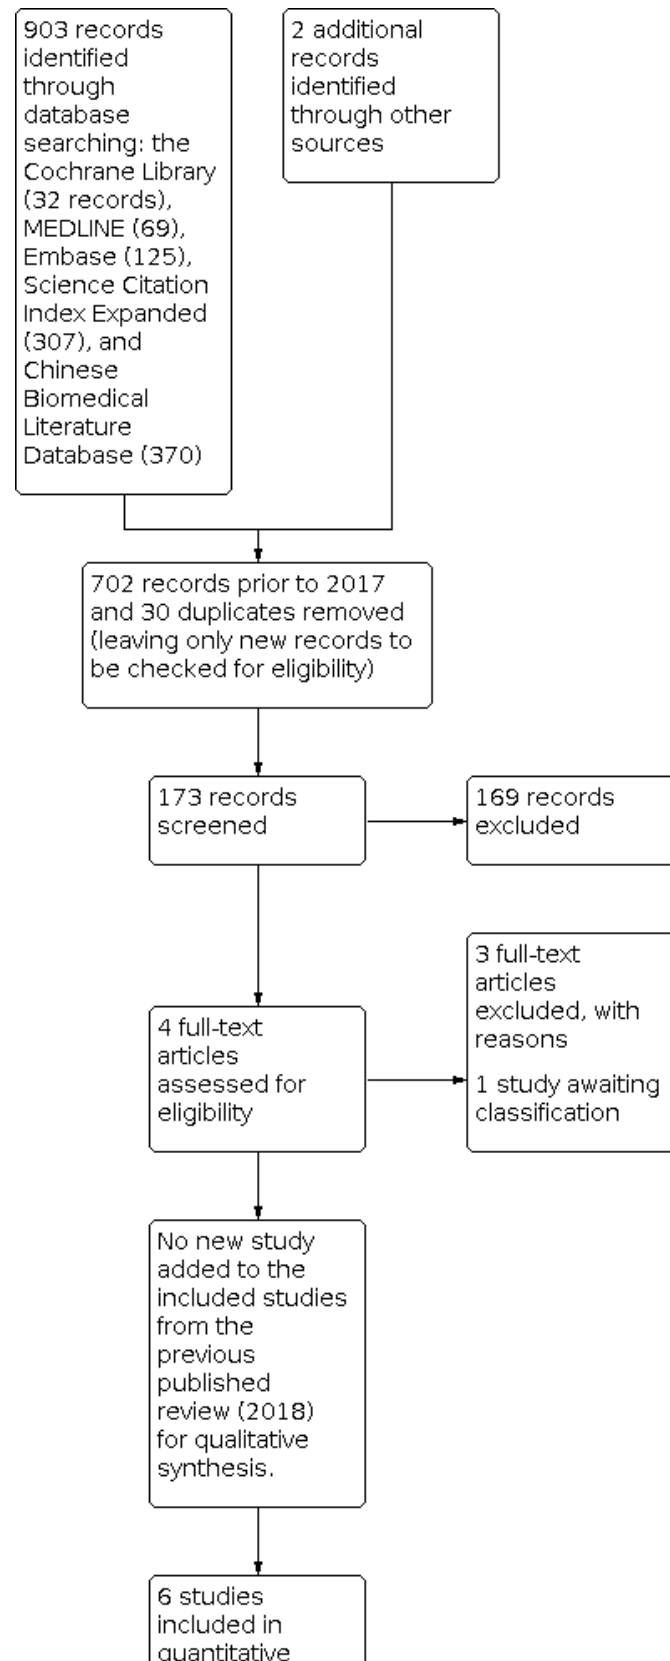 903 records
identified
through
database
searching: the
Cochrane Library
(32 records),
MEDLINE (69),
Embase (125),
Science Citation
Index Expanded
(307), and
Chinese
Biomedical
Literature
Database (370)
2 additional
records
identified
through other
sources
702 records prior to 2017
and 30 duplicates removed
(leaving only new records to
be checked for eligibility)
173 records
screened
169 records
excluded
4 full-text
articles
assessed for
eligibility
3 full-text
articles
excluded, with
reasons
1 study awaiting
classification
No new study
added to the
included studies
from the
previous
published
review (2018)
for qualitative
synthesis.
6 studies
included in
quantitative